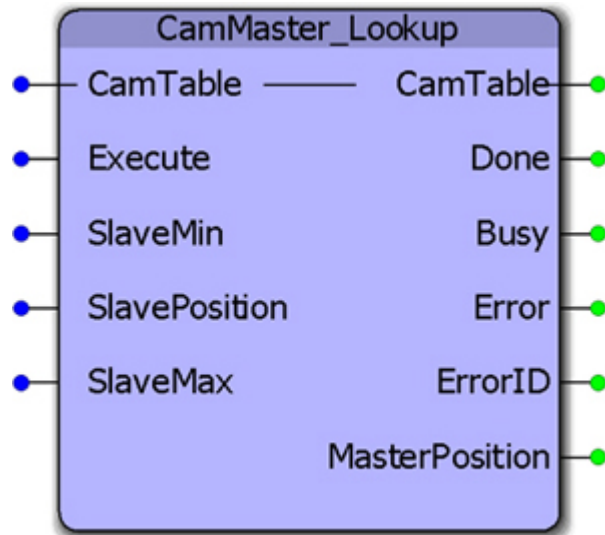 CamMaster_Lookup
CamTable CamTable
Execute Done
SlaveMin Busy
SlavePosition Error
SlaveMax ErrorID
MasterPosition